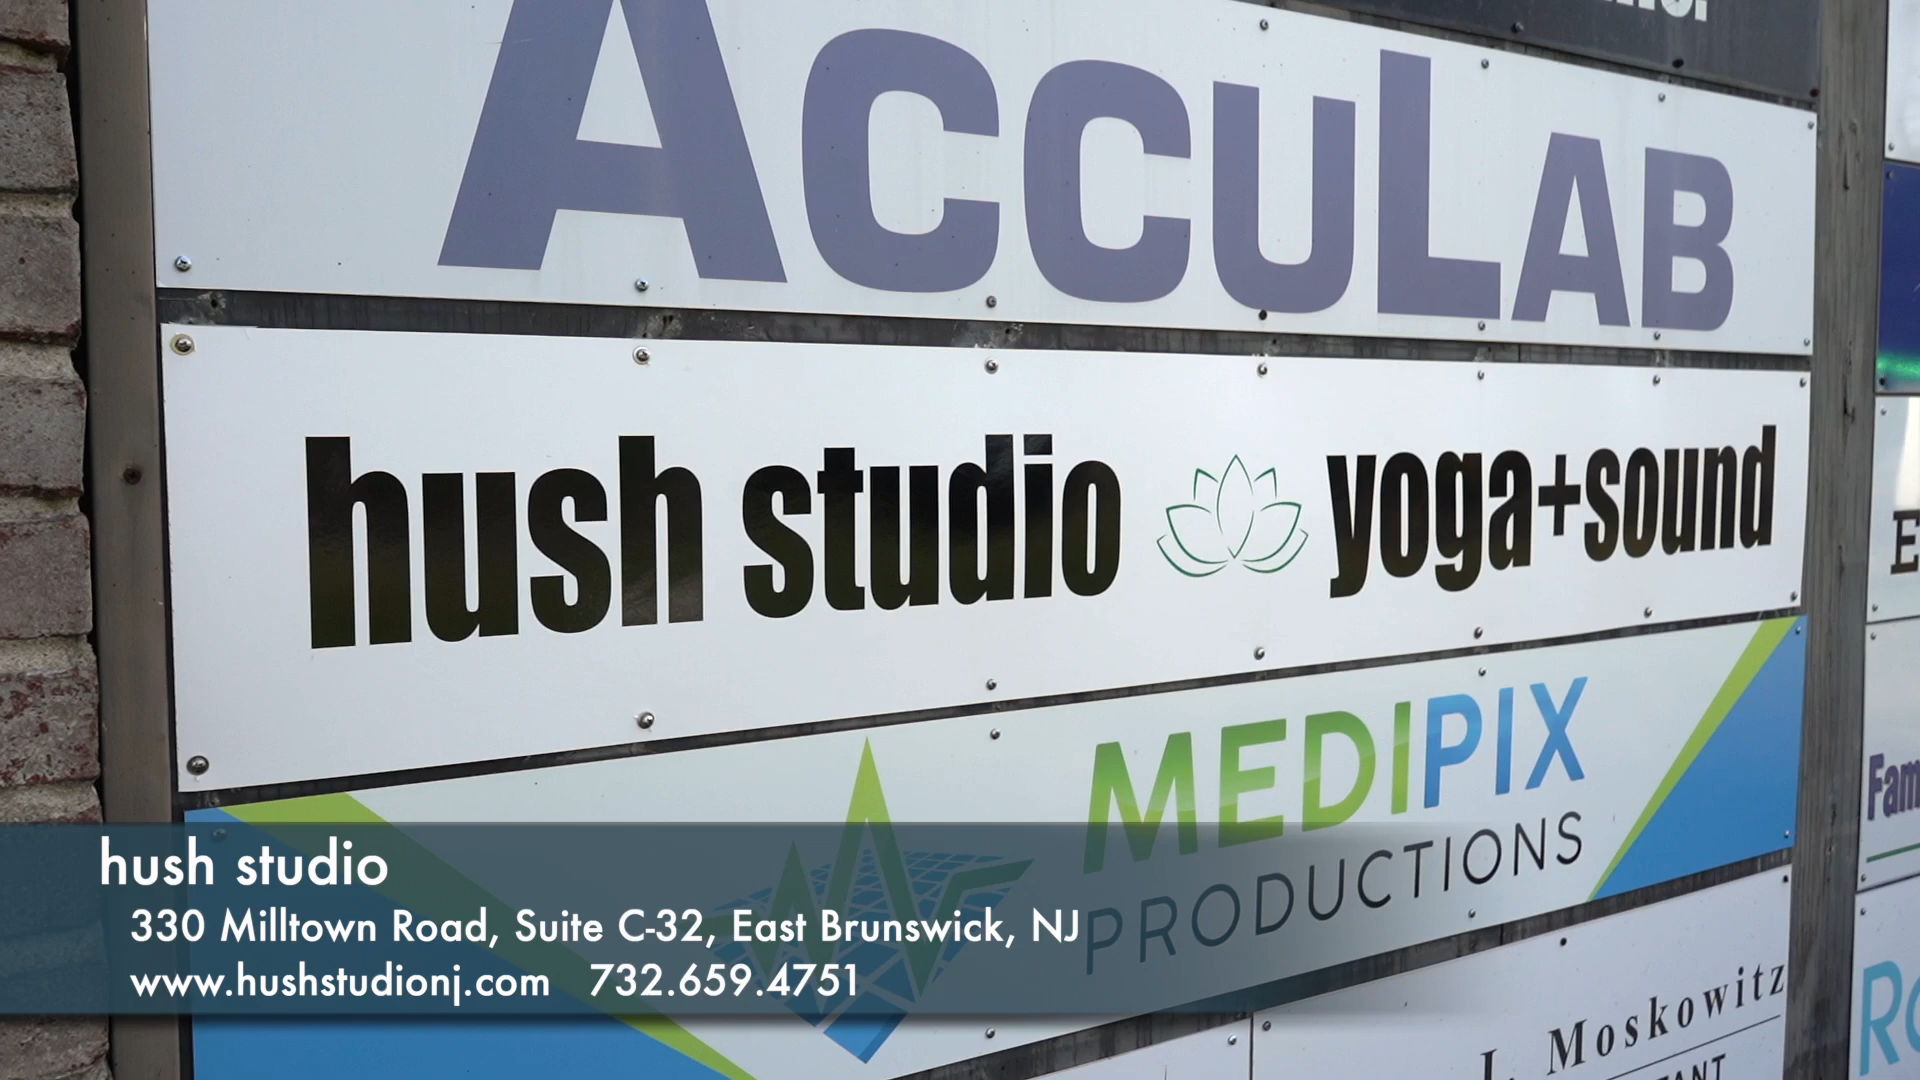 ACCULAB
hush studio yoga+sound
MEDIPIX
PRODUCTIONS
hush studio
330 Milltown Road, Suite C-32, East Brunswick, NJ
www.hushstudionj.com 732.659.4751
J. Moskowitz